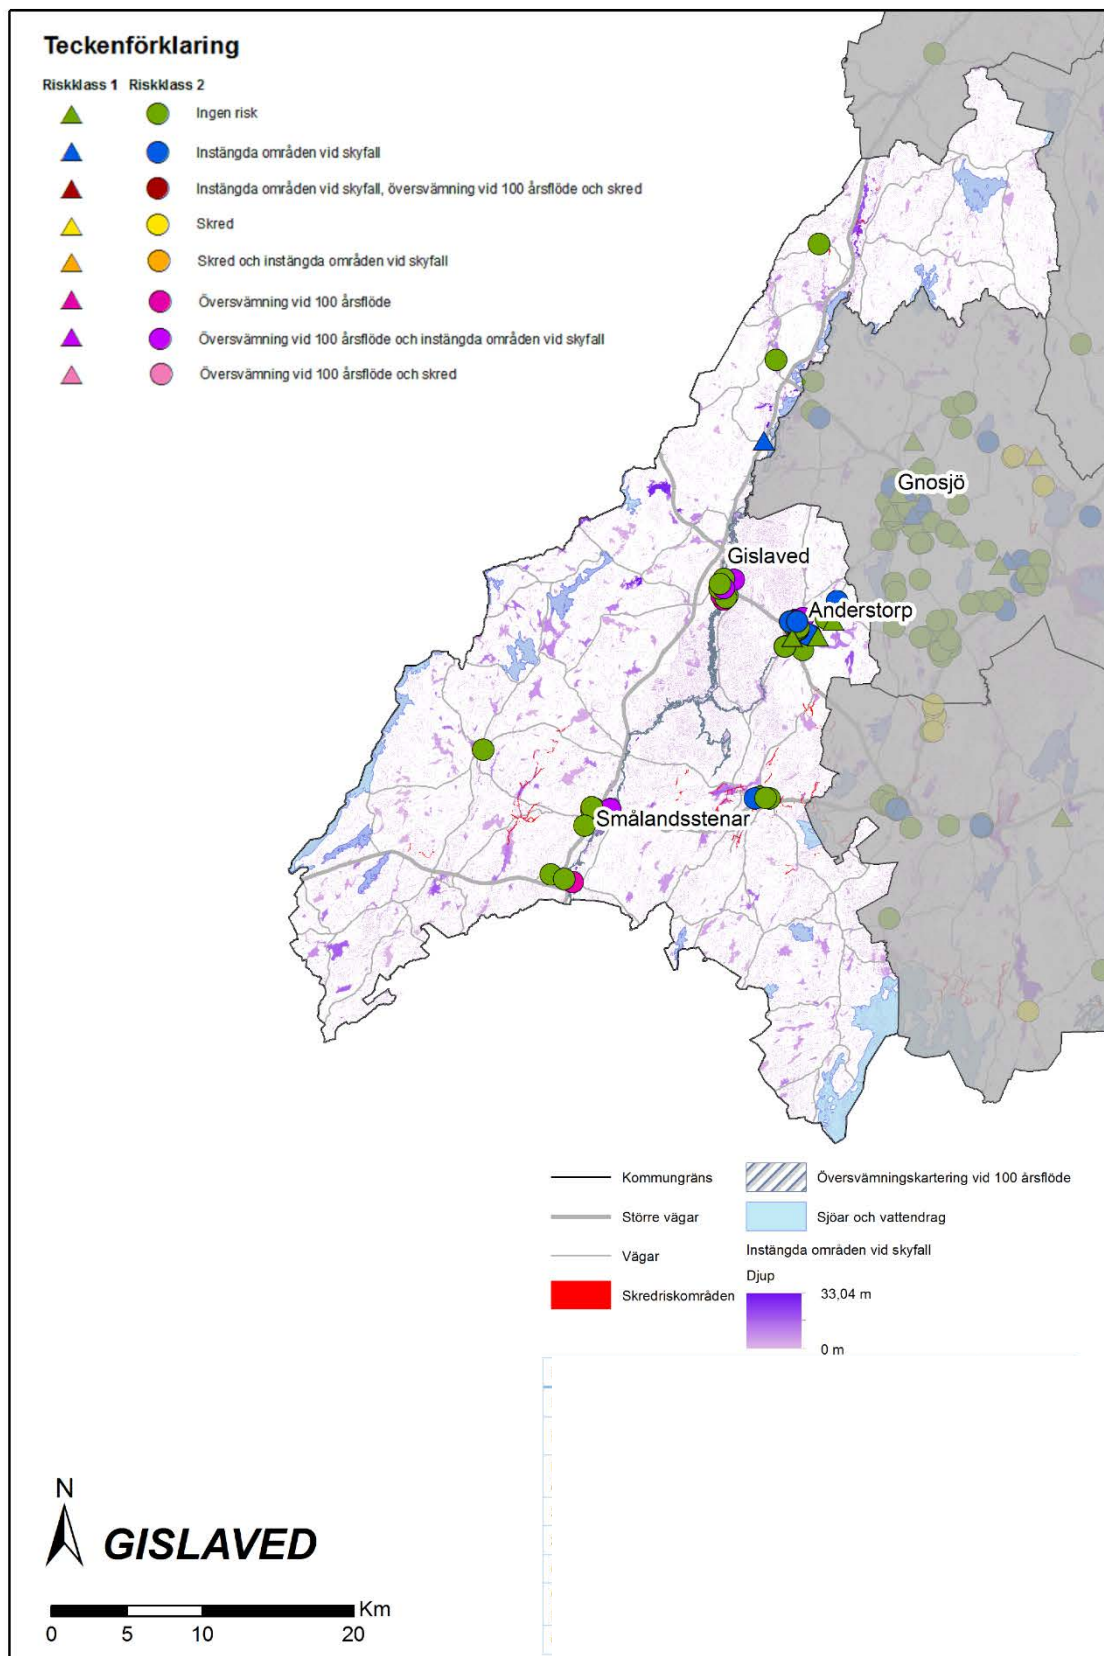 Teckenförklaring
Riskklass 1 Riskklass 2
Ingen risk
Instängda områden vid skyfall
Instängda områden vid skyfall, översvämning vid 100 årsflöde och skred
Skred
Skred och instängda områden vid skyfall
Översvämning vid 100 årsflöde
Översvämning vid 100 årsflöde och instängda områden vid skyfall
Översvämning vid 100 årsflöde och skred
Gnosjö
Gislaved
Anderstorp
Smålandsstenar
Kommungräns
Större vägar
Vägar
Skredriskområden
Översvämningskartering vid 100 årsflöde
Sjöar och vattendrag
Instängda områden vid skyfall
Djup
33,04 m
0 m
N
GISLAVED
Km
0 5 10 20